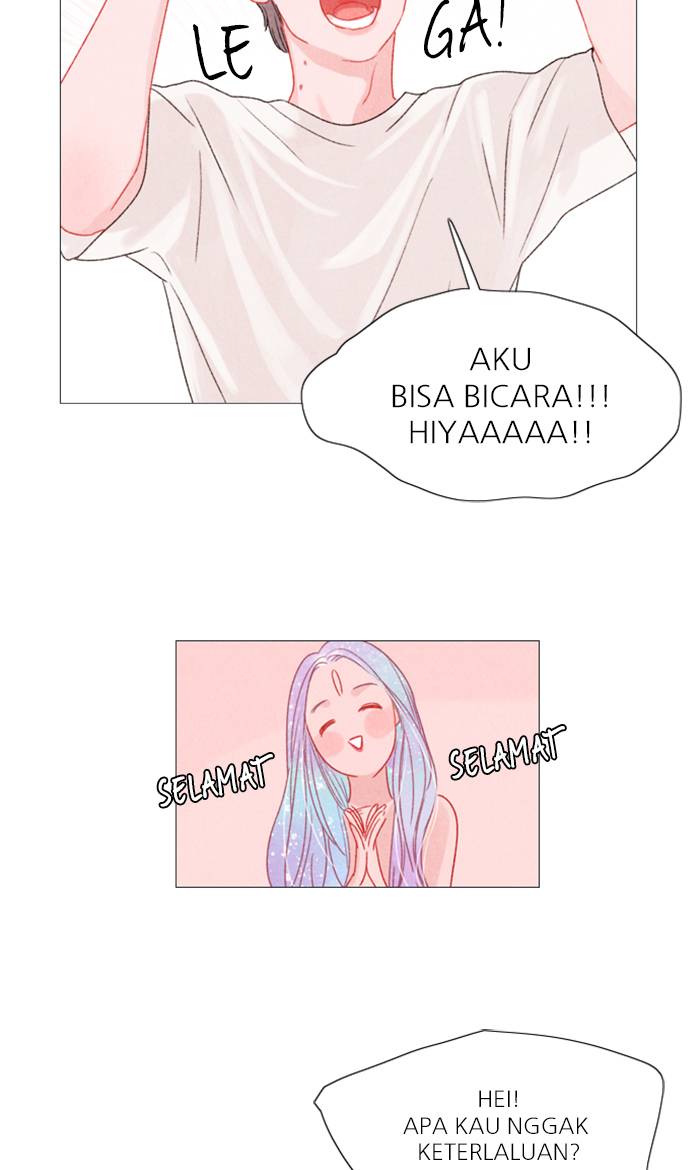 LE GA!
AKU
BISA BICARA!!!
HIYAAAAA!!
SELAMAT
SELAMAT
HEI!
APA KAU NGGAK
KETERLALUAN?